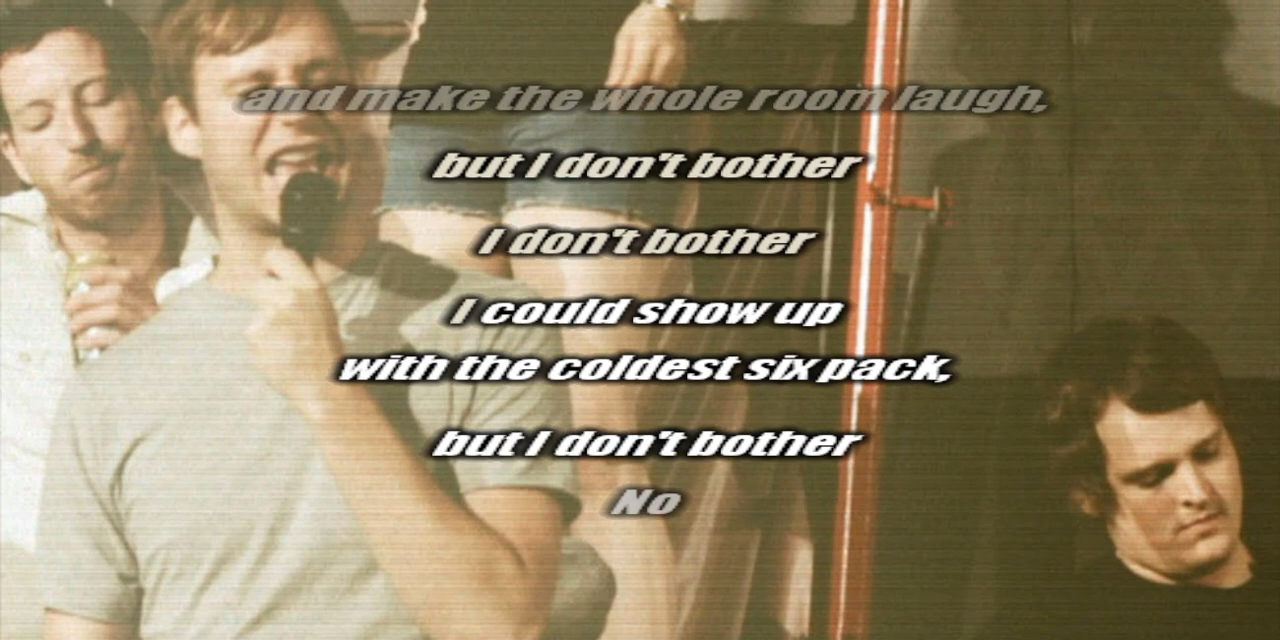 and make the whole room laugh,
but I don't bother
I don't bother
I could show up
with the coldest six pack,
but I don't bother
No